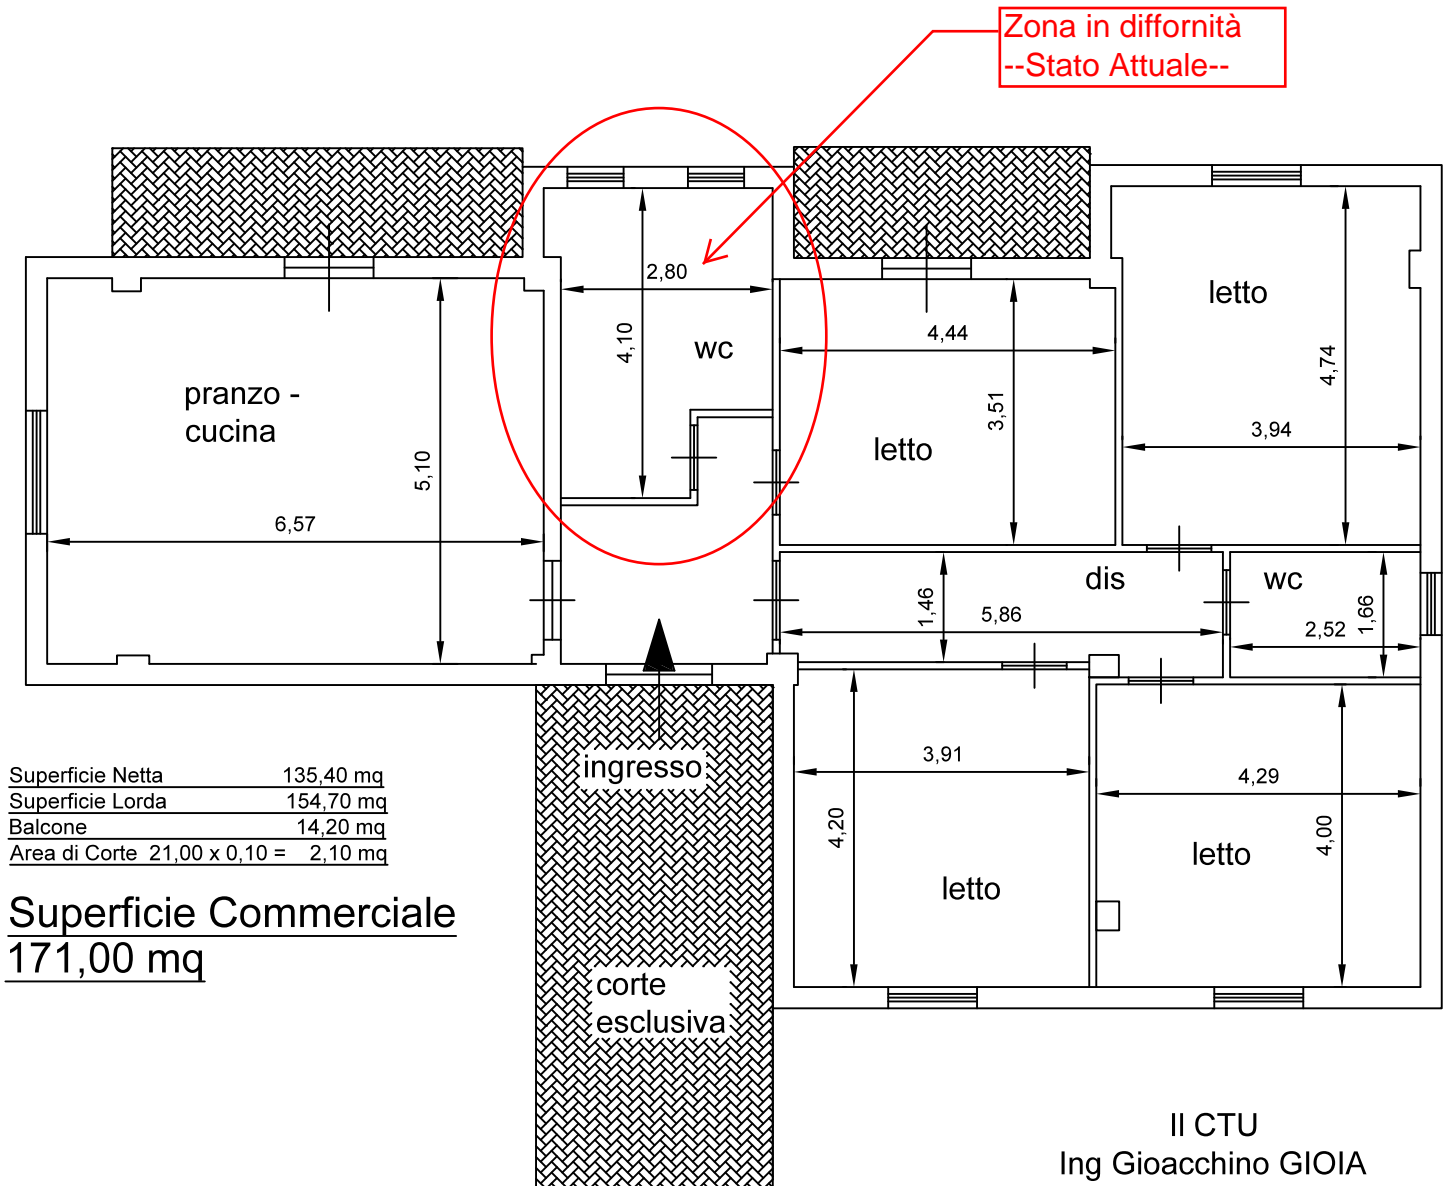 Zona in difformità
--Stato Attuale--
2,80
4,10
wc
letto
4,44
4,74
pranzo -
cucina
3,51
3,94
letto
5,10
6,57
dis
wc
1,46
5,86
1,66
2,52
ingresso
3,91
4,29
4,20
4,00
letto
letto
Superficie Netta 135,40 mq
Superficie Lorda 154,70 mq
Balcone 14,20 mq
Area di Corte 21,00 x 0,10 = 2,10 mq
Superficie Commerciale
171,00 mq
corte
esclusiva
Il CTU
Ing Gioacchino GIOIA